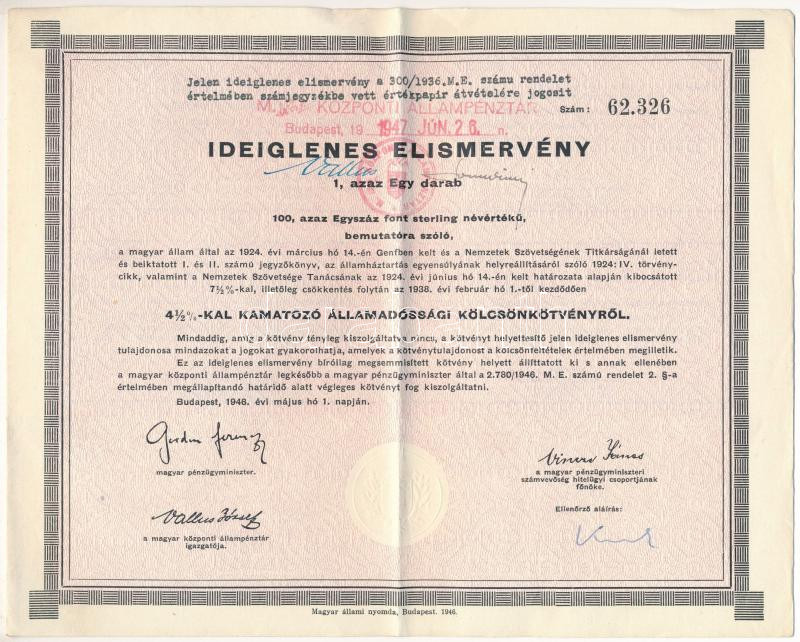 Jelen ideiglenes elismervény a 300/1936.M.E. számu rendelet
értelmében számjegyzékbe vett értékpapir átvételére jogosit
M. KIR. KÖZPONTI ÁLLAMPÉNZTÁR
Szám: 62.326
Budapest, 19 1947 JÚN. 26. n.
IDEIGLENES ELISMERVÉNY
Vallus
1, azaz Egy darab
100, azaz Egyszáz font sterling névértékű,
bemutatóra szóló,
a magyar állam által az 1924. évi március hó 14.-én Genfben kelt és a Nemzetek Szövetségének Titkárságánál letett
és beiktatott I. és II. számú jegyzőkönyv, az államháztartás egyensúlyának helyreállításáról szóló 1924: IV. törvény-
cikk, valamint a Nemzetek Szövetsége Tanácsának az 1924. évi június hó 14.-én kelt határozata alapján kibocsátott
7½%-kal, illetőleg csökkentés folytán az 1938. évi február hó 1.-től kezdődően
4½%-KAL KAMATOZÓ ÁLLAMADÓSSÁGI KÖLCSÖNKÖTVÉNYRŐL.
Mindaddig, amíg a kötvény tényleg kiszolgáltatva nincs, a kötvényt helyettesítő jelen ideiglenes elismervény
tulajdonosa mindazokat a jogokat gyakorolhatja, amelyek a kötvénytulajdonost a kölcsönfeltételek értelmében megilletik.
Ez az ideiglenes elismervény bíróilag megsemmisített kötvény helyett állíttatott ki s annak ellenében
a magyar központi állampénztár legkésőbb a magyar pénzügyminiszter által a 2.780/1946. M. E. számú rendelet 2. §-a
értelmében megállapítandó határidő alatt végleges kötvényt fog kiszolgáltatni.
Budapest, 1946. évi május hó 1. napján.
Gordon Ferenc
magyar pénzügyminiszter.
Vincze János
a magyar pénzügyminiszteri
számvevőség hitelügyi csoportjának
főnöke.
Vallus József
a magyar központi állampénztár
igazgatója.
Ellenőrző aláírás:
Magyar állami nyomda, Budapest. 1946.